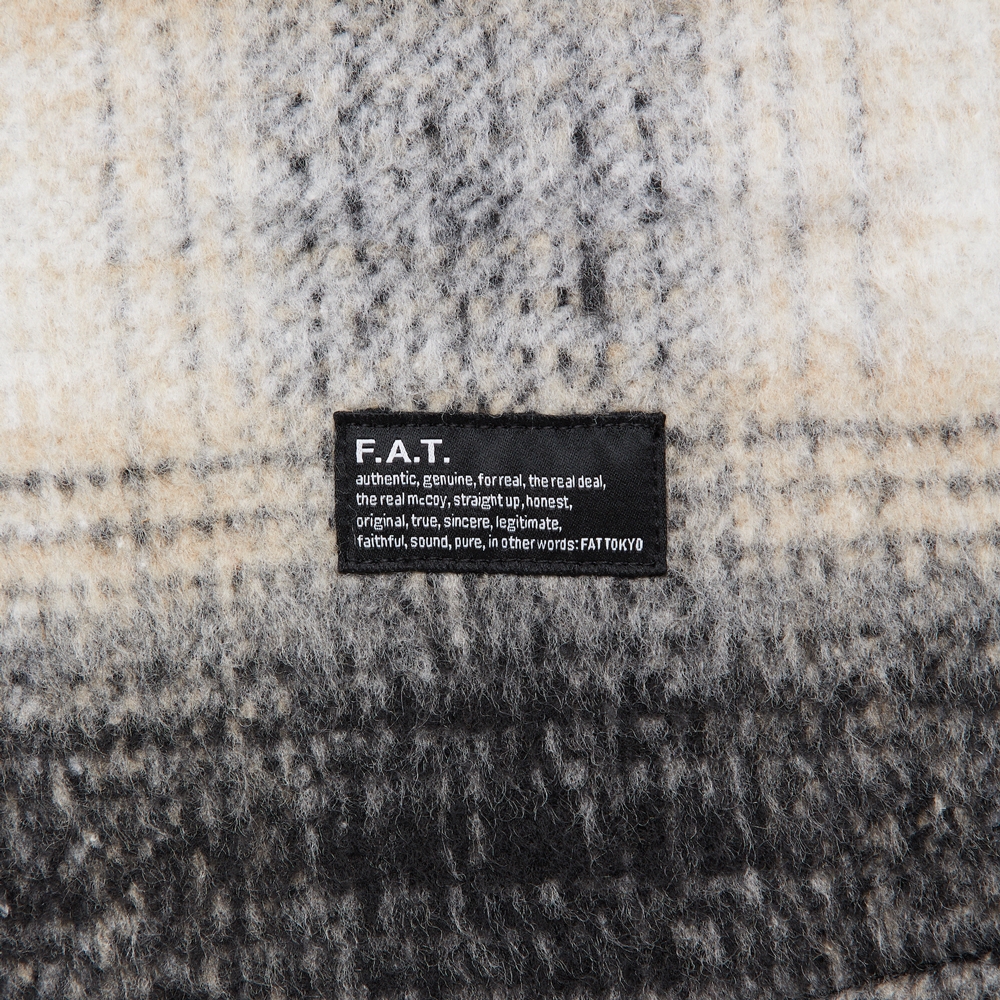 F.A.T.
authentic, genuine, for real, the real deal,
the real mccoy, straight up, honest,
original, true, sincere, legitimate,
faithful, sound, pure, in other words: FAT TOKYO